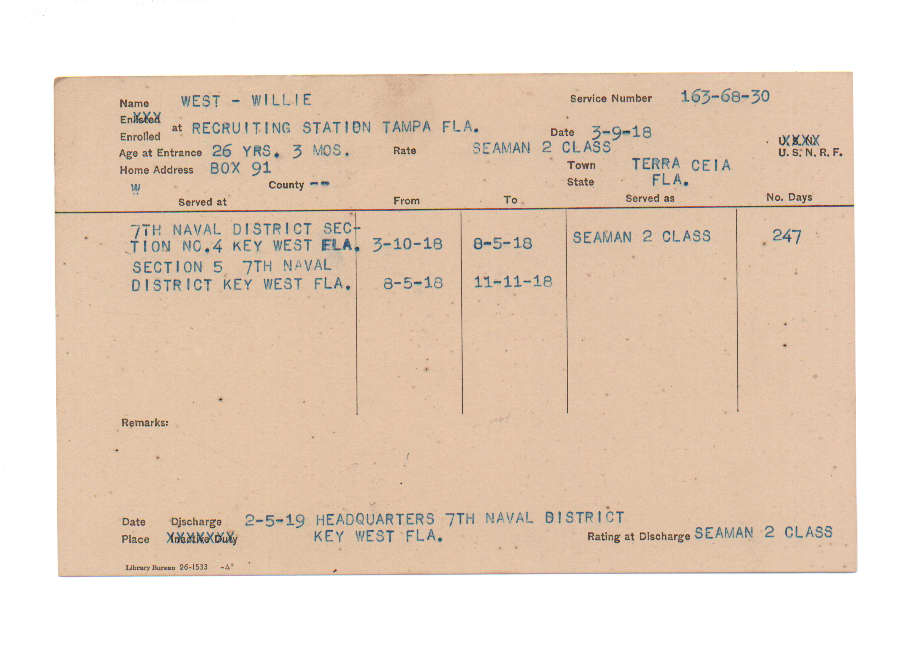 Name WEST - WILLIE Service Number 163-68-30
Enlisted XXX
Enrolled at RECRUITING STATION TAMPA FLA. Date 3-9-18
Age at Entrance 26 YRS. 3 MOS. Rate SEAMAN 2 CLASS U.S.N. XXXX
U. S. N. R. F.
Home Address BOX 91 Town TERRA CEIA
W County -- State FLA.
Served at From To Served as No. Days
7TH NAVAL DISTRICT SEC-
TION NO.4 KEY WEST FLA. 3-10-18 8-5-18 SEAMAN 2 CLASS 247
SECTION 5 7TH NAVAL
DISTRICT KEY WEST FLA. 8-5-18 11-11-18
Remarks:
Date Discharge 2-5-19 HEADQUARTERS 7TH NAVAL DISTRICT
Place Inactive Duty XXXXXXX KEY WEST FLA. Rating at Discharge SEAMAN 2 CLASS
Library Bureau 26-1533 -A*